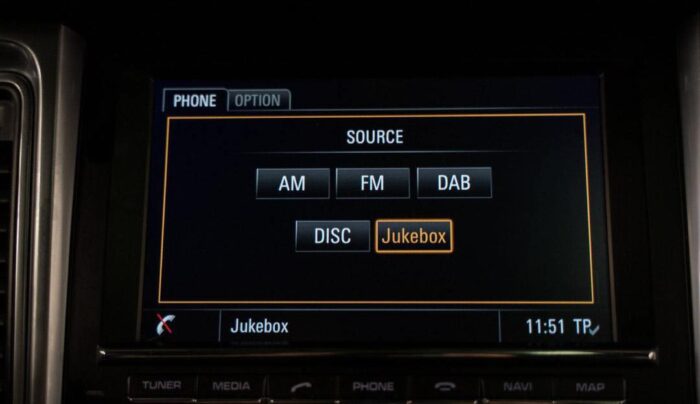 PHONE OPTION
SOURCE
AM FM DAB
DISC Jukebox
Jukebox 11:51 TP
TUNER MEDIA PHONE NAVI MAP